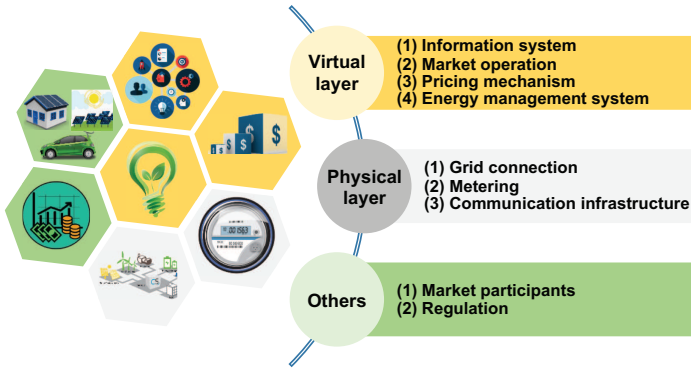 Virtual
layer
(1) Information system
(2) Market operation
(3) Pricing mechanism
(4) Energy management system
Physical
layer
(1) Grid connection
(2) Metering
(3) Communication infrastructure
Others
(1) Market participants
(2) Regulation
$
$
$
001563